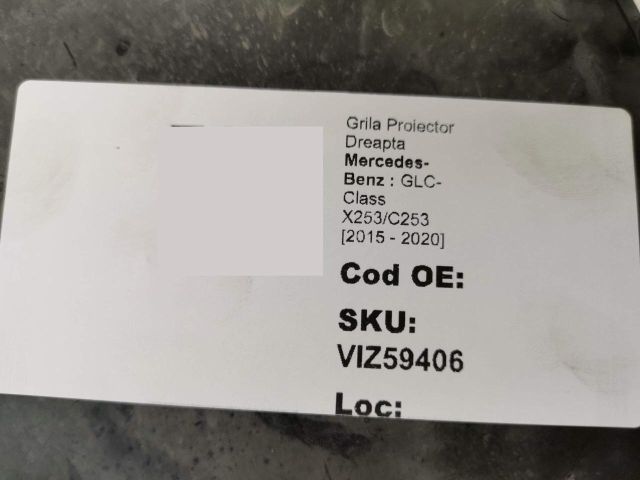 Grila Proiector
Dreapta
Mercedes-
Benz : GLC-
Class
X253/C253
[2015 - 2020]
Cod OE:
SKU:
VIZ59406
Loc: